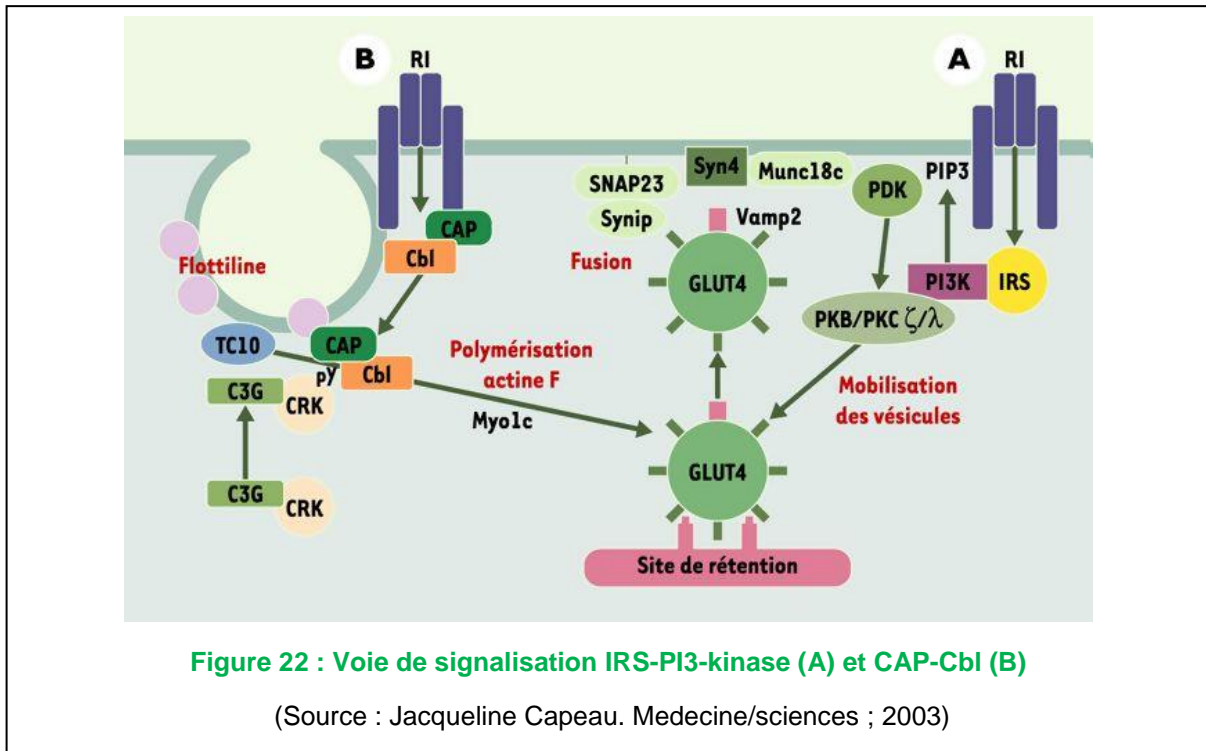 B
RI
A
RI
SNAP23
Syn4
Munc18c
PDK
PIP3
Synip
Vamp2
CAP
Cbl
Flottiline
Fusion
GLUT4
PI3K
IRS
PKB/PKC ζ/λ
TC10
CAP
Cbl
py
Polymérisation
actine F
Myo1c
Mobilisation
des vésicules
C3G
CRK
GLUT4
C3G
CRK
Site de rétention
Figure 22 : Voie de signalisation IRS-PI3-kinase (A) et CAP-Cbl (B)
(Source : Jacqueline Capeau. Medecine/sciences ; 2003)